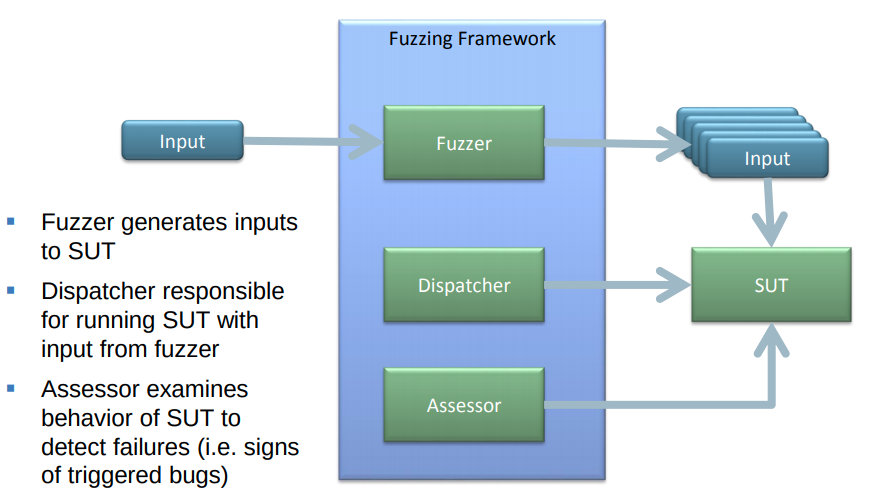 Fuzzing Framework
Input
Fuzzer
Input
Dispatcher
SUT
Assessor
▪ Fuzzer generates inputs
to SUT
▪ Dispatcher responsible
for running SUT with
input from fuzzer
▪ Assessor examines
behavior of SUT to
detect failures (i.e. signs
of triggered bugs)